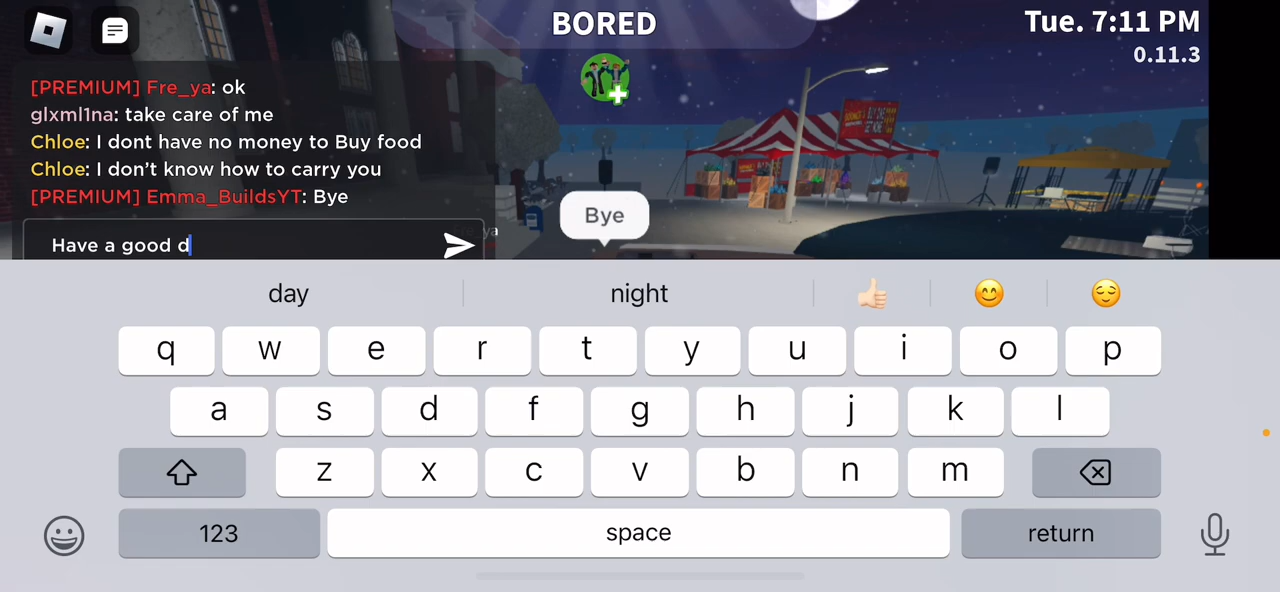 BORED
Tue. 7:11 PM
0.11.3
[PREMIUM] Fre_ya: ok
glxml1na: take care of me
Chloe: I dont have no money to Buy food
Chloe: I don’t know how to carry you
[PREMIUM] Emma_BuildsYT: Bye
Bye
Have a good d
day night
q w e r t y u i o p
a s d f g h j k l
z x c v b n m
123 space return